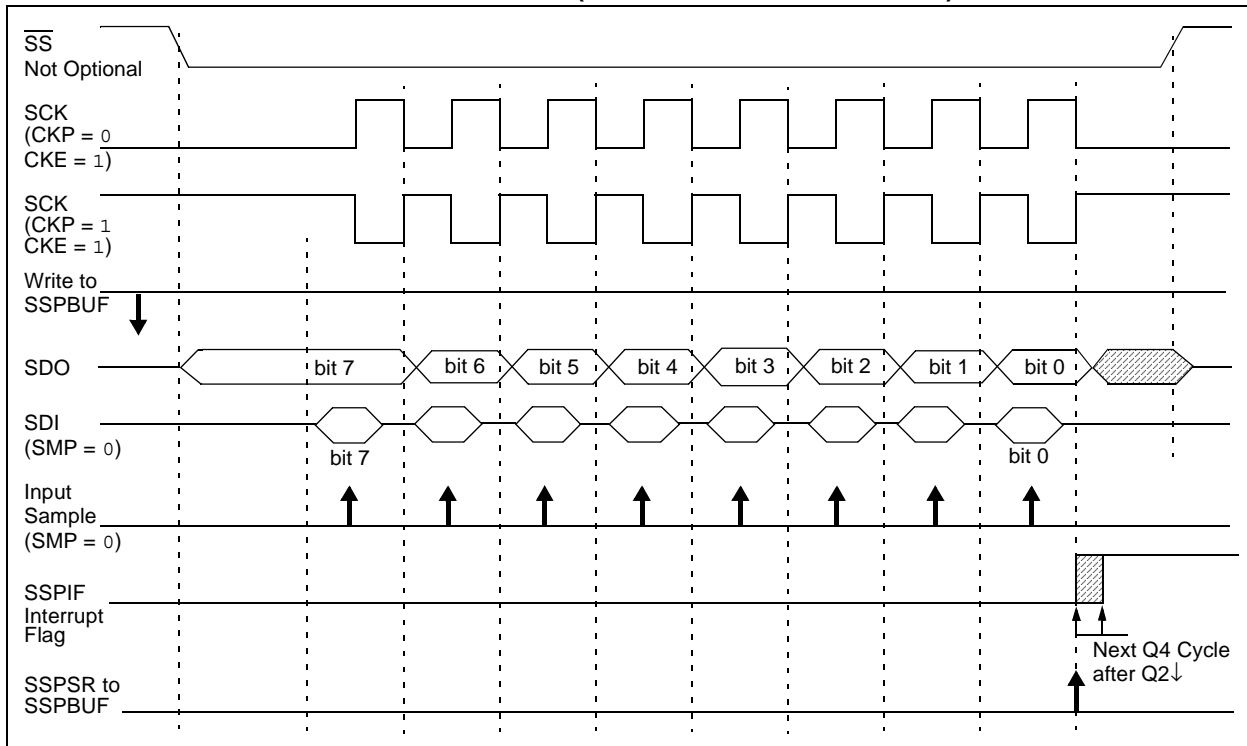 SS
Not Optional
SCK
(CKP = 0
CKE = 1)
SCK
(CKP = 1
CKE = 1)
Write to
SSPBUF
SDO
bit 7
bit 6
bit 5
bit 4
bit 3
bit 2
bit 1
bit 0
SDI
(SMP = 0)
bit 7
bit 0
Input
Sample
(SMP = 0)
SSPIF
Interrupt
Flag
Next Q4 Cycle
after Q2↓
SSPSR to
SSPBUF